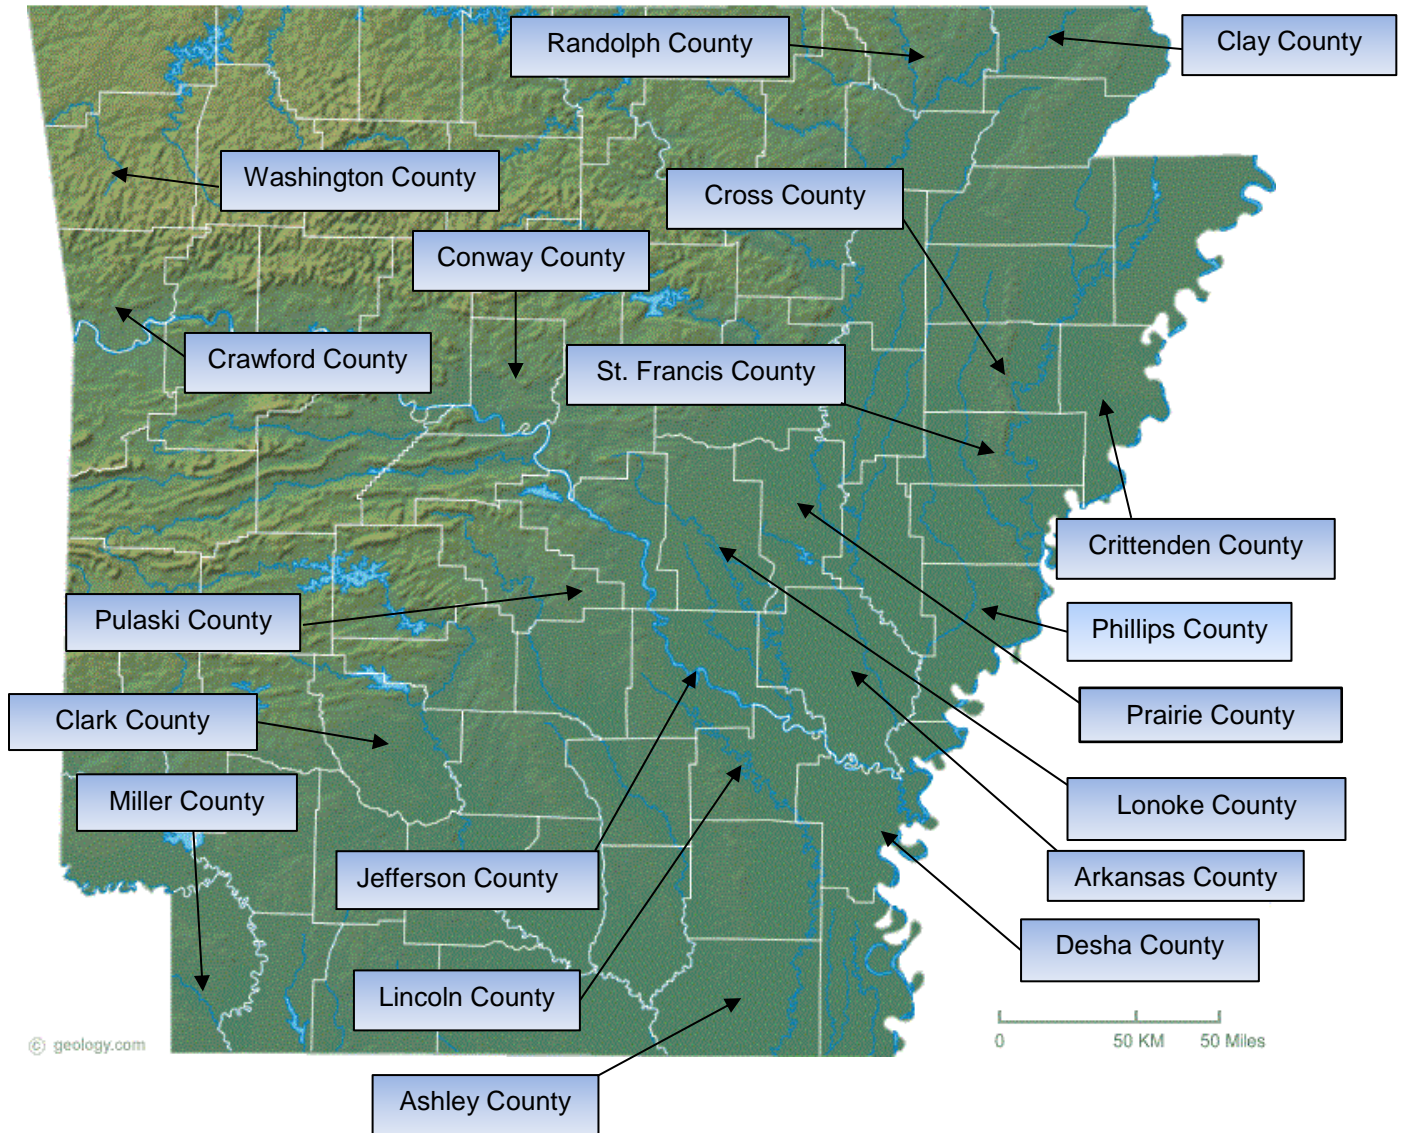 Randolph County
Clay County
Washington County
Cross County
Conway County
Crawford County
St. Francis County
Crittenden County
Pulaski County
Phillips County
Clark County
Prairie County
Miller County
Lonoke County
Jefferson County
Arkansas County
Desha County
Lincoln County
© geology.com
0 50 KM 50 Miles
Ashley County